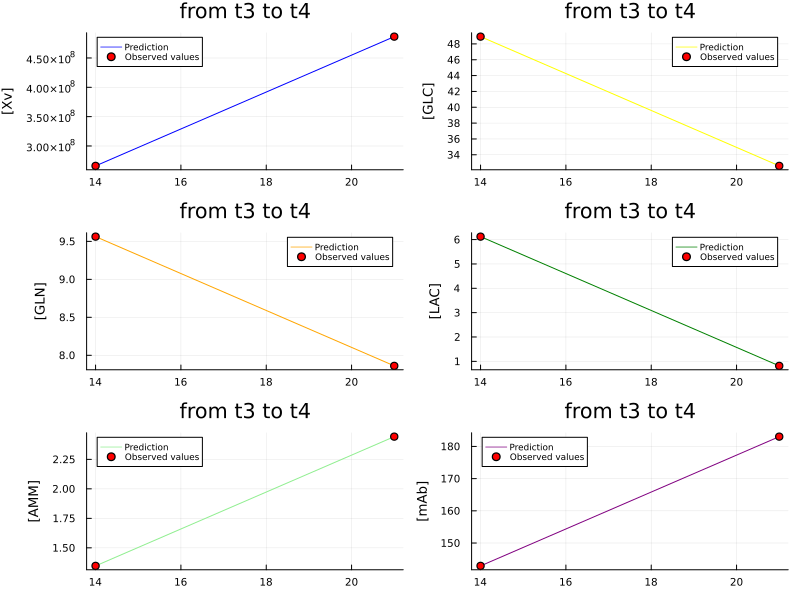 from t3 to t4
Prediction
Observed values
[Xv]
4.50×10⁸
4.00×10⁸
3.50×10⁸
3.00×10⁸
14 16 18 20
from t3 to t4
Prediction
Observed values
[GLC]
48
46
44
42
40
38
36
34
14 16 18 20
from t3 to t4
Prediction
Observed values
[GLN]
9.5
9.0
8.5
8.0
14 16 18 20
from t3 to t4
Prediction
Observed values
[LAC]
6
5
4
3
2
1
14 16 18 20
from t3 to t4
Prediction
Observed values
[AMM]
2.25
2.00
1.75
1.50
14 16 18 20
from t3 to t4
Prediction
Observed values
[mAb]
180
170
160
150
14 16 18 20